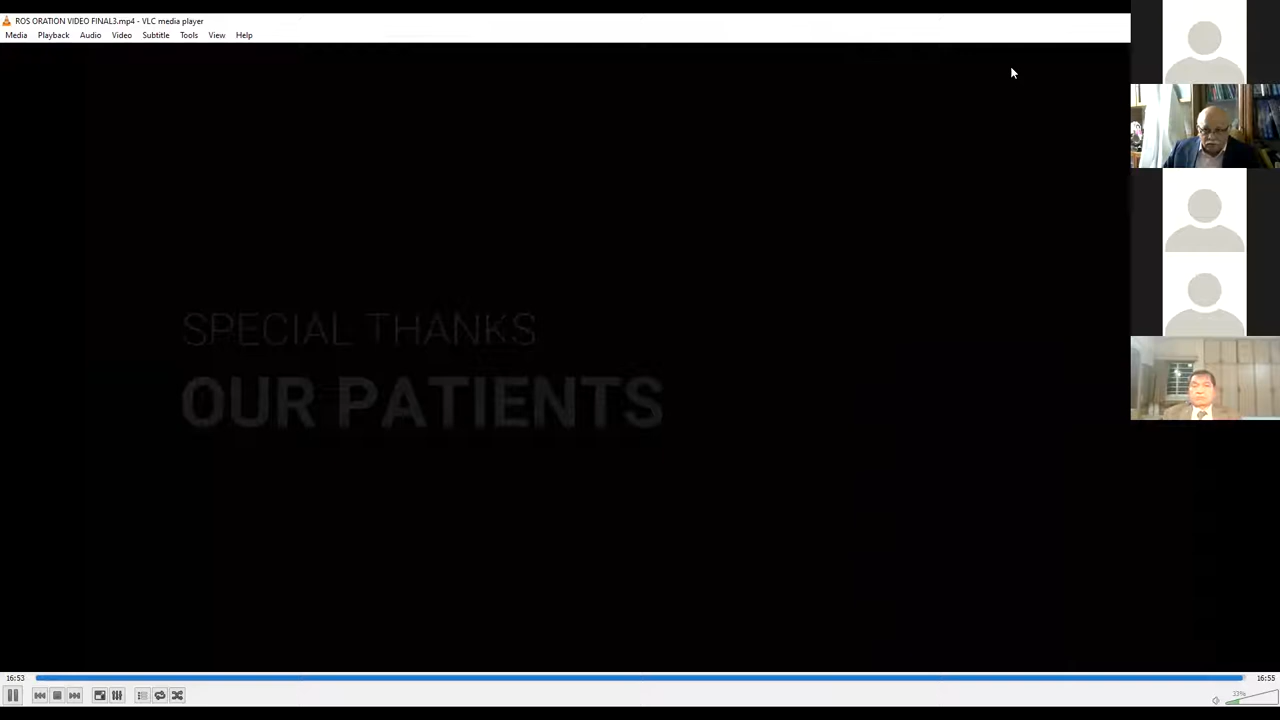 ROS ORATION VIDEO FINAL3.mp4 - VLC media player
Media Playback Audio Video Subtitle Tools View Help
SPECIAL THANKS
OUR PATIENTS
16:53
16:55
33%